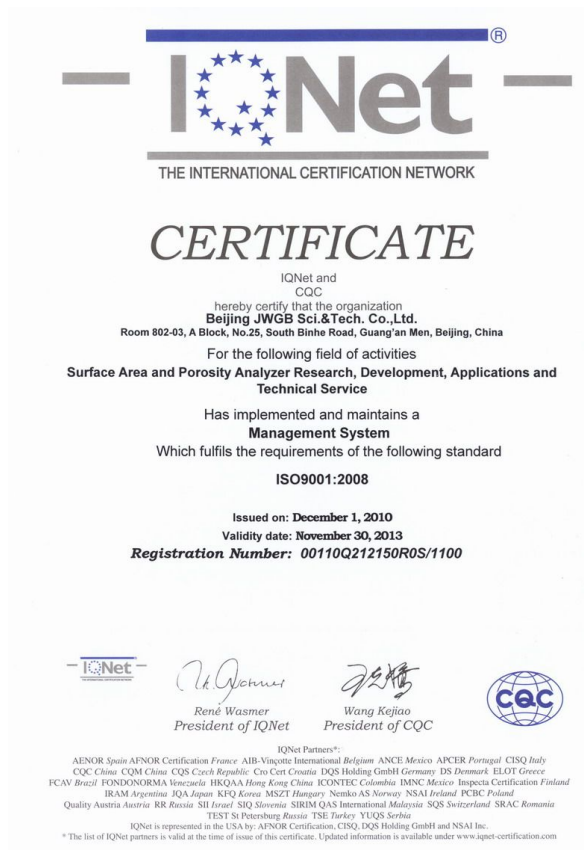 IQNet ®
THE INTERNATIONAL CERTIFICATION NETWORK
CERTIFICATE
IQNet and
CQC
hereby certify that the organization
Beijing JWGB Sci.&Tech. Co.,Ltd.
Room 802-03, A Block, No.25, South Binhe Road, Guang'an Men, Beijing, China
For the following field of activities
Surface Area and Porosity Analyzer Research, Development, Applications and
Technical Service
Has implemented and maintains a
Management System
Which fulfils the requirements of the following standard
ISO9001:2008
Issued on: December 1, 2010
Validity date: November 30, 2013
Registration Number: 00110Q212150R0S/1100
IQNet
René Wasmer
President of IQNet
Wang Kejiao
President of CQC
CQC
IQNet Partners*:
AENOR Spain AFNOR Certification France AIB-Vinçotte International Belgium ANCE Mexico APCER Portugal CISQ Italy
CQC China CQM China CQS Czech Republic Cro Cert Croatia DQS Holding GmbH Germany DS Denmark ELOT Greece
FCAV Brazil FONDONORMA Venezuela HKQAA Hong Kong China ICONTEC Colombia IMNC Mexico Inspecta Certification Finland
IRAM Argentina JQA Japan KFQ Korea MSZT Hungary Nemko AS Norway NSAI Ireland PCBC Poland
Quality Austria Austria RR Russia SII Israel SIQ Slovenia SIRIM QAS International Malaysia SQS Switzerland SRAC Romania
TEST St Petersburg Russia TSE Turkey YUQS Serbia
IQNet is represented in the USA by: AFNOR Certification, CISQ, DQS Holding GmbH and NSAI Inc.
* The list of IQNet partners is valid at the time of issue of this certificate. Updated information is available under www.iqnet-certification.com